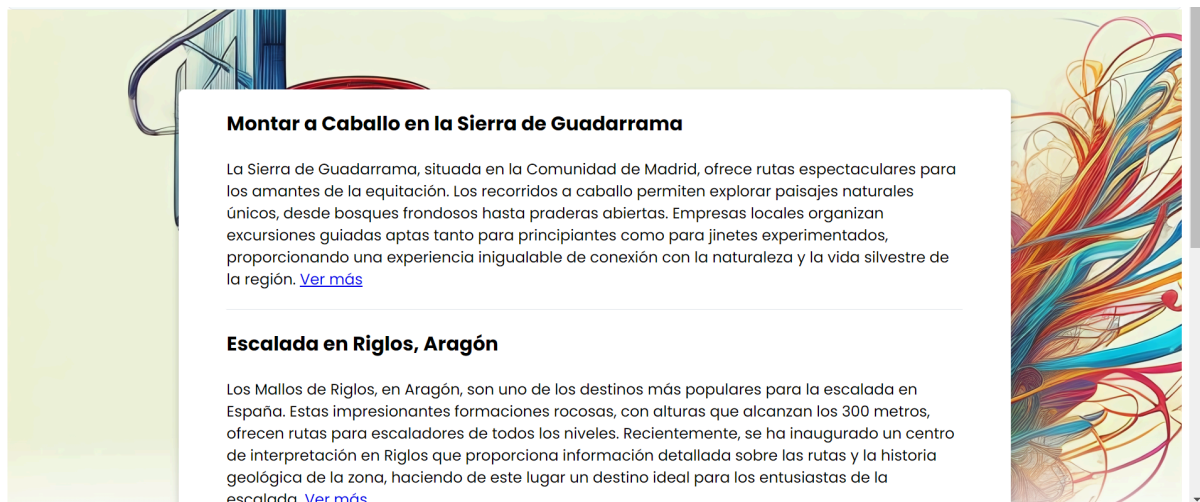 Montar a Caballo en la Sierra de Guadarrama
La Sierra de Guadarrama, situada en la Comunidad de Madrid, ofrece rutas espectaculares para
los amantes de la equitación. Los recorridos a caballo permiten explorar paisajes naturales
únicos, desde bosques frondosos hasta praderas abiertas. Empresas locales organizan
excursiones guiadas aptas tanto para principiantes como para jinetes experimentados,
proporcionando una experiencia inigualable de conexión con la naturaleza y la vida silvestre de
la región. Ver más
Escalada en Riglos, Aragón
Los Mallos de Riglos, en Aragón, son uno de los destinos más populares para la escalada en
España. Estas impresionantes formaciones rocosas, con alturas que alcanzan los 300 metros,
ofrecen rutas para escaladores de todos los niveles. Recientemente, se ha inaugurado un centro
de interpretación en Riglos que proporciona información detallada sobre las rutas y la historia
geológica de la zona, haciendo de este lugar un destino ideal para los entusiastas de la
escalada. Ver más